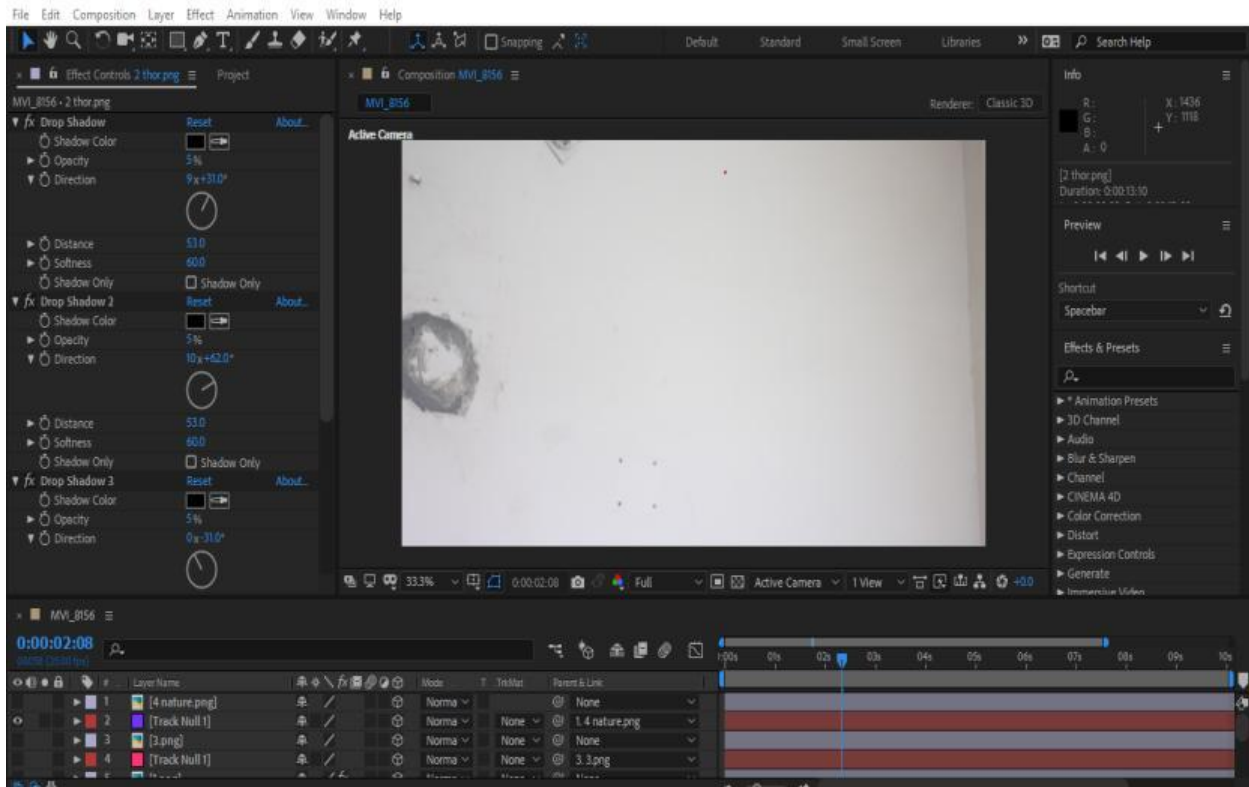 File Edit Composition Layer Effect Animation View Window Help
Snapping Default Standard Small Screen Libraries » Search Help
× Effect Controls 2 thor.png ≡ Project
MVI_8156 • 2 thor.png
fx Drop Shadow Reset About...
Shadow Color
Opacity 5%
Direction 9x+31.0°
Distance 53.0
Softness 60.0
Shadow Only Shadow Only
fx Drop Shadow 2 Reset About...
Shadow Color
Opacity 5%
Direction 10x+62.0°
Distance 53.0
Softness 60.0
Shadow Only Shadow Only
fx Drop Shadow 3 Reset About...
Shadow Color
Opacity 5%
Direction 0x-31.0°
× Composition MVI_8156 ≡
MVI_8156 Renderer: Classic 3D
Active Camera
33.3% 0:00:02:08 Full Active Camera 1 View +0.0
Info
R: X: 1436
G: Y: 1118
B:
A: 0
[2 thor.png]
Duration: 0:00:13:10
Preview
Shortcut
Spacebar
Effects & Presets
* Animation Presets
3D Channel
Audio
Blur & Sharpen
Channel
CINEMA 4D
Color Correction
Distort
Expression Controls
Generate
Immersive Video
× MVI_8156 ≡
0:00:02:08
# Layer Name Mode T TrkMat Parent & Link
01s 02s 03s 04s 05s 06s 07s 08s 09s 10s
1 [4 nature.png] Norma None
2 [Track Null 1] Norma None 1. 4 nature.png
3 [3.png] Norma None None
4 [Track Null 1] Norma None 3. 3.png